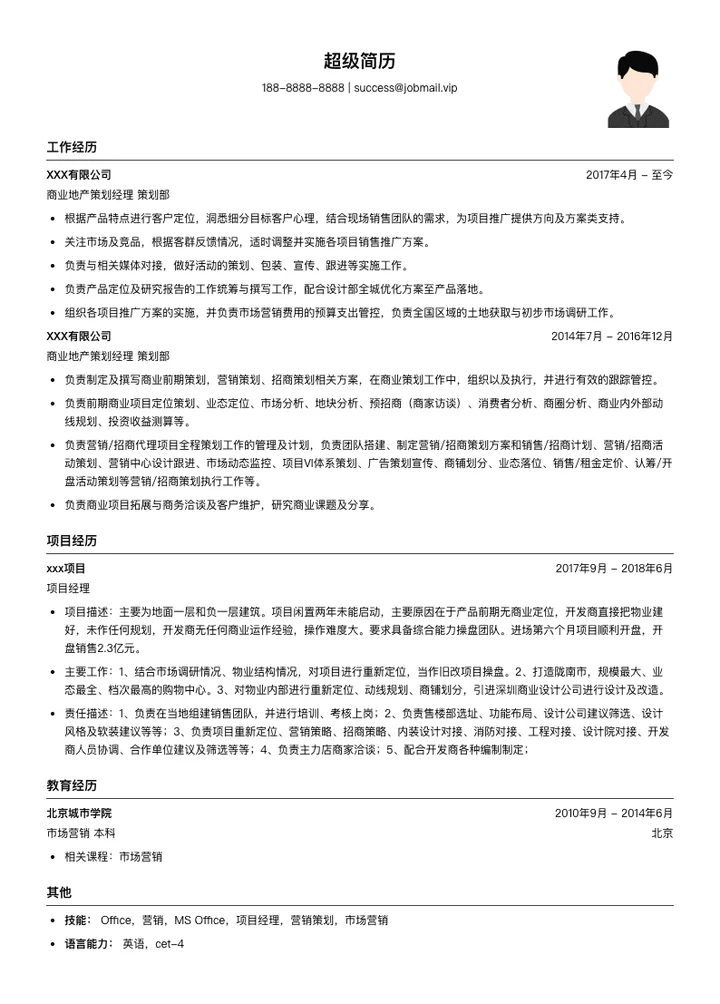 超级简历
188-8888-8888 | success@jobmail.vip
工作经历
XXX有限公司 2017年4月 – 至今
商业地产策划经理 策划部
• 根据产品特点进行客户定位，洞悉细分目标客户心理，结合现场销售团队的需求，为项目推广提供方向及方案类支持。
• 关注市场及竞品，根据客群反馈情况，适时调整并实施各项目销售推广方案。
• 负责与相关媒体对接，做好活动的策划、包装、宣传、跟进等实施工作。
• 负责产品定位及研究报告的工作统筹与撰写工作，配合设计部全城优化方案至产品落地。
• 组织各项目推广方案的实施，并负责市场营销费用的预算支出管控，负责全国区域的土地获取与初步市场调研工作。
XXX有限公司 2014年7月 – 2016年12月
商业地产策划经理 策划部
• 负责制定及撰写商业前期策划，营销策划、招商策划相关方案，在商业策划工作中，组织以及执行，并进行有效的跟踪管控。
• 负责前期商业项目定位策划、业态定位、市场分析、地块分析、预招商（商家访谈）、消费者分析、商圈分析、商业内外部动
线规划、投资收益测算等。
• 负责营销/招商代理项目全程策划工作的管理及计划，负责团队搭建、制定营销/招商策划方案和销售/招商计划、营销/招商活
动策划、营销中心设计跟进、市场动态监控、项目VI体系策划、广告策划宣传、商铺划分、业态落位、销售/租金定价、认筹/开
盘活动策划等营销/招商策划执行工作等。
• 负责商业项目拓展与商务洽谈及客户维护，研究商业课题及分享。
项目经历
xxx项目 2017年9月 – 2018年6月
项目经理
• 项目描述：主要为地面一层和负一层建筑。项目闲置两年未能启动，主要原因在于产品前期无商业定位，开发商直接把物业建
好，未作任何规划，开发商无任何商业运作经验，操作难度大。要求具备综合能力操盘团队。进场第六个月项目顺利开盘，开
盘销售2.3亿元。
• 主要工作：1、结合市场调研情况、物业结构情况，对项目进行重新定位，当作旧改项目操盘。2、打造陇南市，规模最大、业
态最全、档次最高的购物中心。3、对物业内部进行重新定位、动线规划、商铺划分，引进深圳商业设计公司进行设计及改造。
• 责任描述：1、负责在当地组建销售团队，并进行培训、考核上岗；2、负责售楼部选址、功能布局、设计公司建议筛选、设计
风格及软装建议等等；3、负责项目重新定位、营销策略、招商策略、内装设计对接、消防对接、工程对接、设计院对接、开发
商人员协调、合作单位建议及筛选等等；4、负责主力店商家洽谈；5、配合开发商各种编制制定；
教育经历
北京城市学院 2010年9月 – 2014年6月
市场营销 本科 北京
• 相关课程：市场营销
其他
• 技能： Office，营销，MS Office，项目经理，营销策划，市场营销
• 语言能力： 英语，cet-4